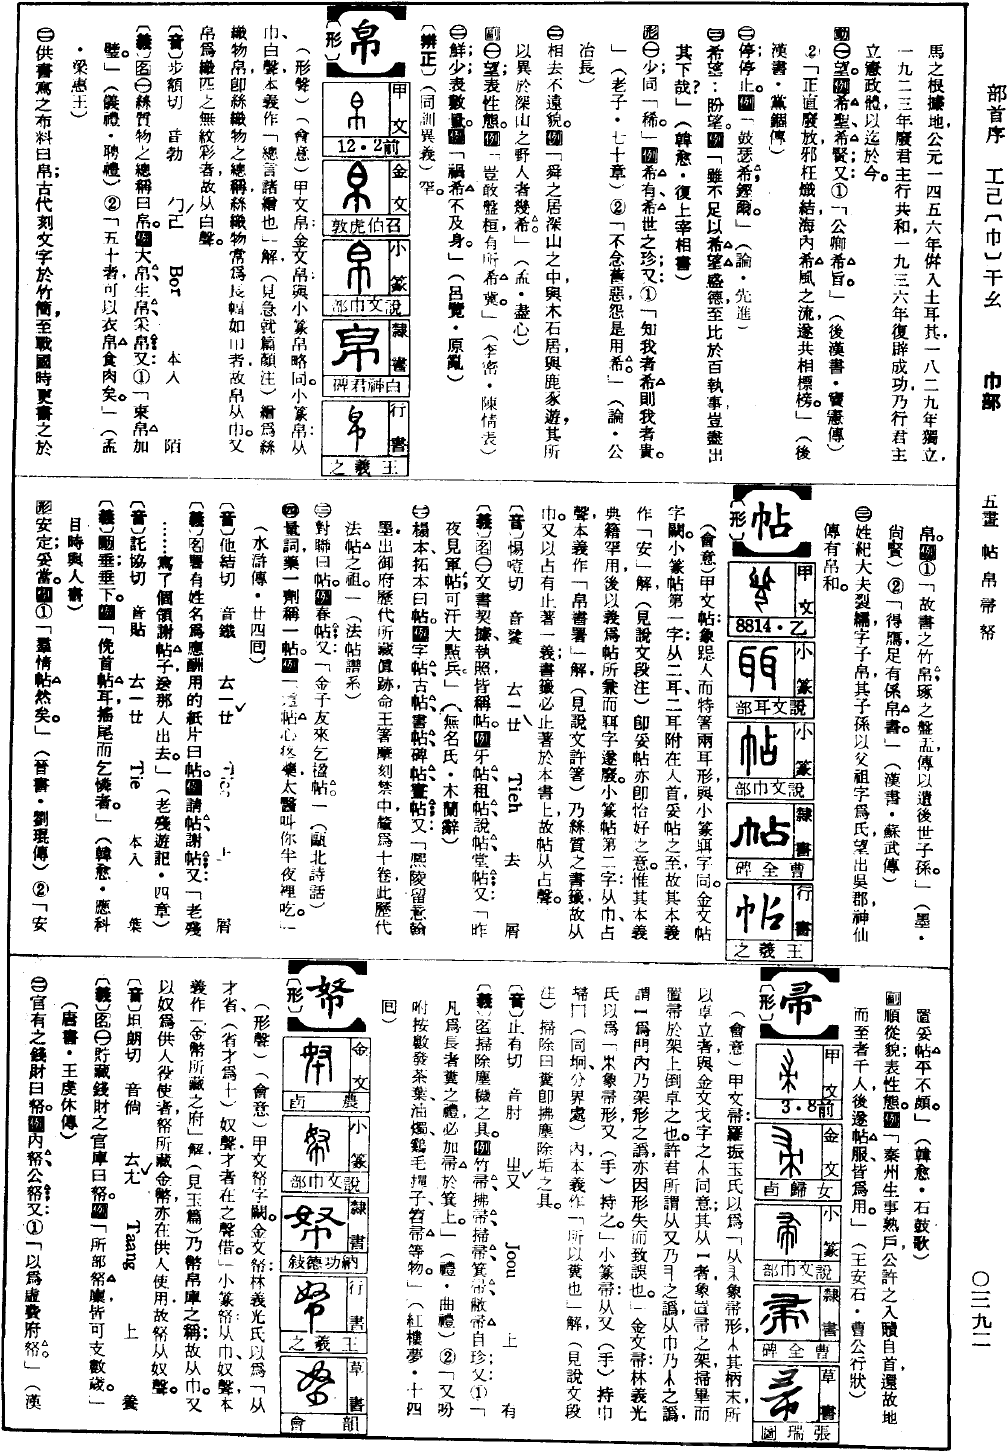 部首序　工己〔巾〕干幺　巾部　五畫　帖帛帚帑　〇三九二
馬之根據地,公元一四五六年倂入土耳其,一八二九年獨立,
一九二三年廢君主行共和,一九三六年復辟成功,乃行君主
立憲政體以迄於今。
動㊀望。例希聖、希賢。又:①「公卿希旨。」(後漢書・竇憲傳)
②「正直廢放,邪枉熾結,海內希風之流,遂共相標榜。」(後
漢書・黨錮傳)
㊁停;停止。例「鼓瑟希,鏗爾。」(論・先進)
㊂希望;盼望。例「雖不足以希望盛德,至比於百執事,豈盡出
其下哉?」(韓愈・復上宰相書)
形㊀少;同「稀」。例希有、希世之珍。又:①「知我者希,則我者貴。
」(老子・七十章)②「不念舊惡,怨是用希。」(論・公
冶長)
㊁相去不遠貌。例「舜之居深山之中,與木石居,與鹿豕遊,其所
以異於深山之野人者幾希。」(孟・盡心)
副㊀望;表性態。例「豈敢盤桓,有所希冀。」(李密・陳情表)
㊁鮮;少;表數量。例「禍希不及身。」(呂覽・原亂)
〔辨正〕(同訓異義)罕。
帛
〔形〕
甲文　前2・12
金文　召伯虎敦
小篆　說文巾部
隸書　白神君碑
行書　王羲之
(形聲)(會意)甲文帛:金文帛與小篆帛略同。小篆帛:从
巾、白聲,本義作「總言諸繒也」解(見急就篇顏注)繒爲絲
織物,帛卽絲織物之總稱,絲織物常爲長幅如巾者,故帛从巾。又
帛爲繊匹之無紋彩者,故从白聲。
〔音〕步額切　音勃　ㄅㄛˊ　Bor　本入　陌
〔義〕名㊀絲質物之總稱曰帛。例大帛、生帛、采帛。又:①「束帛加
璧。」(儀禮・聘禮)②「五十者可以衣帛食肉矣。」(孟
・梁惠王)
㊁供書寫之布料曰帛;古代刻文字於竹簡,至戰國時更書之於
帛。例①「故書之竹帛,琢之盤盂,傳以遺後世子孫。」(墨・
尚賢)②「得鴈,足有係帛書。」(漢書・蘇武傳)
㊂姓,紀大夫裂繻字子帛,其子孫以父祖字爲氏,望出吳郡,神仙
傳有帛和。
帖
〔形〕
甲文　乙・8814
小篆　說文耳部
小篆　說文巾部
隸書　曹全碑
行書　王羲之
(會意)甲文帖:象跽人而特箸兩耳形,與小篆聑字同。金文帖
字闕。小篆帖第一字:从二耳,二耳附在人首妥帖之至,故其本義
作「安」解(見說文段注)卽妥帖亦卽怡好之意。惟其本義
典籍罕用,後以義爲帖所兼,而聑字遂廢。小篆帖第二字:从巾、占
聲,本義作「帛書署」解(見說文許箸)乃絲質之書籤,故从
巾。又以占有止著一義,書籤必止著於本書上,故帖从占聲。
〔音〕惕噎切　音餮　ㄊㄧㄝˋ　Tieh　去　屑
〔義〕名㊀文書、契據、執照皆稱帖。例牙帖、租帖、說帖、堂帖。又:「昨
夜見軍帖,可汗大點兵。」(無名氏・木蘭辭)
㊁榻本、拓本曰帖。例字帖、古帖、書帖、碑帖、畫帖。又:「熙陵留意翰
墨,出御府歷代所藏眞跡,命王箸摩刻禁中,釐爲十卷,此歷代
法帖之祖。」(法帖譜系)
㊂對聯曰帖。例春帖。又:「金子友來乞楹帖。」(甌北詩話)
㊃量詞,藥一劑稱一帖。例「這帖心疼藥,太醫叫你半夜裡吃。」
(水滸傳・廿四囘)
〔音〕他結切　音鐵　ㄊㄧㄝˇ　上　屑
〔義〕名署有姓名爲應酬用的紙片曰帖。例請帖、謝帖。又:「老殘
……寫了個領謝帖子,送那人出去。」(老殘遊記・四章)
〔音〕託協切　音貼　ㄊㄧㄝ　Tie　本入　葉
〔義〕動垂;垂下。例「俛首帖耳,搖尾而乞憐者。」(韓愈・應科
目時與人書)
形安定;妥當。例①「羣情帖然矣。」(晉書・劉琨傳)②「安
置妥帖平不頗。」(韓愈・石鼓歌)
副順從貌;表性態。例「秦州生事熟戶,公許之入贖自首,還故地
而至者千人,後遂帖服,皆爲用。」(王安石・曹公行狀)
帚
〔形〕
甲文　前8・3
金文　女歸卣
小篆　說文巾部
隸書　曹全碑
草書　張瑞圖
以卓立者,與金文戈字之同意;其从一者象置帚之架,掃畢而
置帚於架上,倒卓之也。許君所謂从又乃之譌,从巾乃之譌,
謂一爲門內乃架形之譌,亦因形失而致誤也。」金文帚:林義光
氏以爲「象帚形,又(手)持之。」小篆帚:从又(手)持巾
埽冂(同坰,分界處)內,本義作「所以糞也」解(見說文段
注)掃除曰糞,卽拂塵除垢之具。
〔音〕止有切　音肘　ㄓㄡˇ　Joou　上　有
〔義〕名掃除塵穢之具。例竹帚、拂帚、掃帚、箕帚、敝帚自珍。又:①「
凡爲長者糞之禮,必加帚於箕上。」(禮・曲禮)②「又吩
咐按數發茶葉、油燭、雞毛撢子、笤帚等物。」(紅樓夢・十四
囘)
帑
〔形〕
金文　農卣
小篆　說文巾部
隸書　納功德敍
行書　王羲之
草書　韻會
(形聲)(會意)甲文帑字闕。金文帑:林義光氏以爲「从
才省(省才爲十)奴聲,才者在之聲借。」小篆帑:从巾、奴聲,本
義作「金幣所藏之府」解(見玉篇)乃幣帛庫之稱,故从巾。又
以奴爲供人役使者,帑所藏金幣亦在供人使用,故帑从奴聲。
〔音〕坦朗切　音倘　ㄊㄤˇ　Taang　上　養
〔義〕名㊀貯藏錢財之官庫曰帑。例「所部帑廩,皆可支數歲。」
(唐書・王虔休傳)
㊁官有之錢財曰帑。例內帑、公帑。又:①「以爲虛費府帑。」(漢